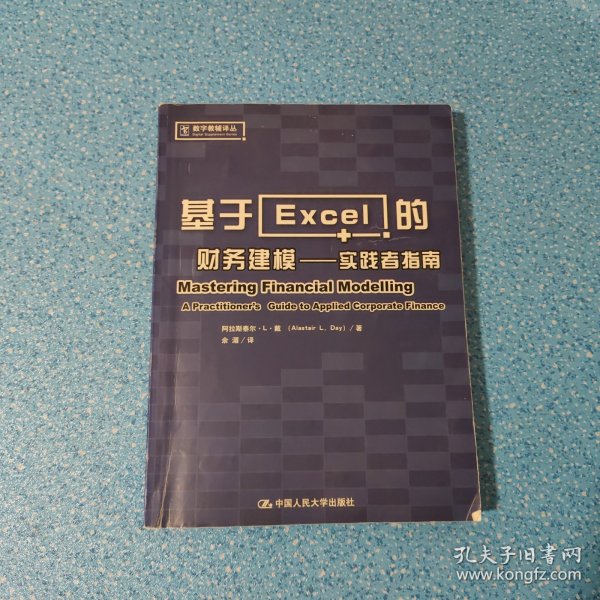 数字教辅译丛
Digital Supplement Series
基于Excel的
财务建模——实践者指南
Mastering Financial Modelling
A Practitioner's Guide to Applied Corporate Finance
阿拉斯泰尔·L·戴 (Alastair L. Day)/著
余 湄/译
中国人民大学出版社
孔夫子旧书网
www.kongfz.com